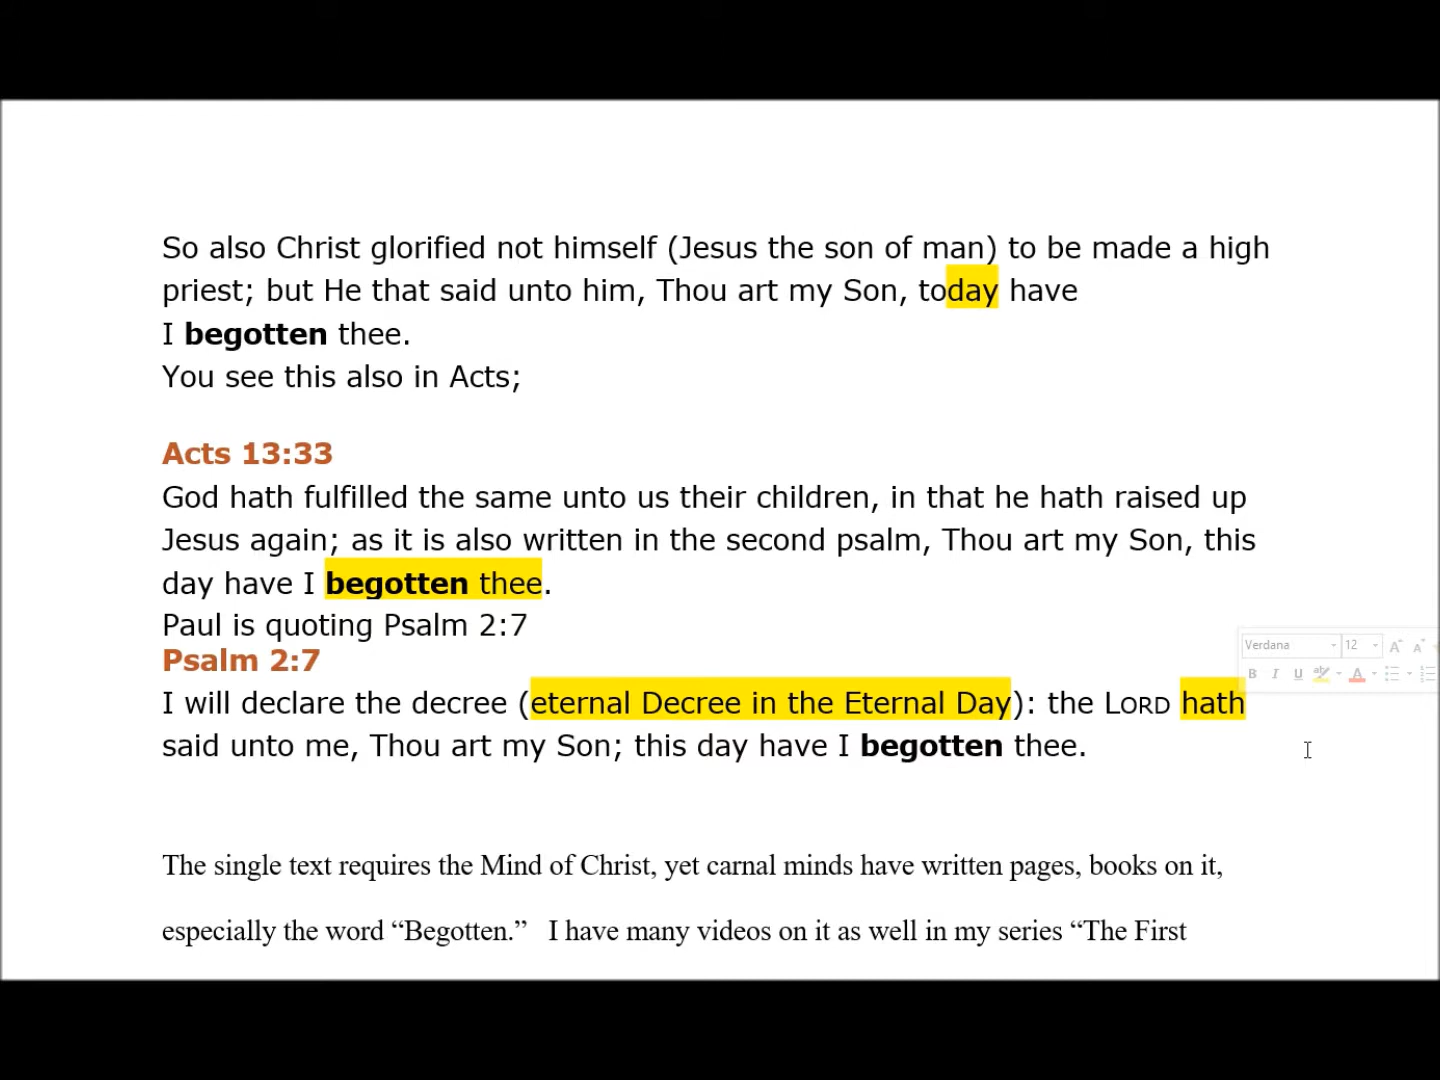 So also Christ glorified not himself (Jesus the son of man) to be made a high
priest; but He that said unto him, Thou art my Son, today have
I begotten thee.
You see this also in Acts;
Acts 13:33
God hath fulfilled the same unto us their children, in that he hath raised up
Jesus again; as it is also written in the second psalm, Thou art my Son, this
day have I begotten thee.
Paul is quoting Psalm 2:7
Psalm 2:7
Verdana 12
B I U
I will declare the decree (eternal Decree in the Eternal Day): the LORD hath
said unto me, Thou art my Son; this day have I begotten thee.
The single text requires the Mind of Christ, yet carnal minds have written pages, books on it,
especially the word “Begotten.” I have many videos on it as well in my series “The First